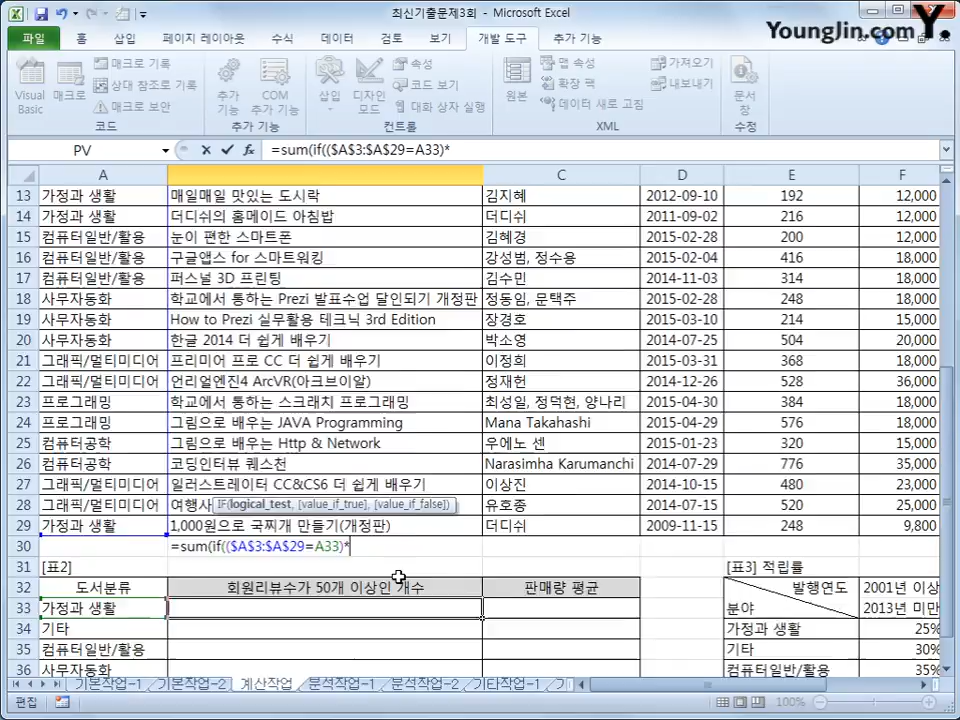 최신기출문제3회 - Microsoft Excel
파일 홈 삽입 페이지 레이아웃 수식 데이터 검토 보기 개발 도구 추가 기능
Younglin.com Y.
Visual Basic 매크로 매크로 기록 상대 참조로 기록 매크로 보안 코드
추가 기능 COM 추가 기능 추가 기능
삽입 디자인 모드 속성 코드 보기 대화 상자 실행 컨트롤
원본 맵 속성 확장 팩 데이터 새로 고침 가져오기 내보내기 XML
문서 창 수정
PV =sum(if(($A$3:$A$29=A33)*
A C D E F
13 가정과 생활 매일매일 맛있는 도시락 김지혜 2012-09-10 192 12,000
14 가정과 생활 더디쉬의 홈메이드 아침밥 더디쉬 2011-09-02 216 12,000
15 컴퓨터일반/활용 눈이 편한 스마트폰 김혜경 2015-02-28 200 12,000
16 컴퓨터일반/활용 구글앱스 for 스마트워킹 강성범, 정수용 2015-02-04 416 18,000
17 컴퓨터일반/활용 퍼스널 3D 프린팅 김수민 2014-11-03 314 18,000
18 사무자동화 학교에서 통하는 Prezi 발표수업 달인되기 개정판 정동임, 문택주 2015-02-28 248 18,000
19 사무자동화 How to Prezi 실무활용 테크닉 3rd Edition 장경호 2015-03-10 214 15,000
20 사무자동화 한글 2014 더 쉽게 배우기 박소영 2014-07-25 504 20,000
21 그래픽/멀티미디어 프리미어 프로 CC 더 쉽게 배우기 이정희 2015-03-31 368 18,000
22 그래픽/멀티미디어 언리얼엔진4 ArcVR(아크브이알) 정재헌 2014-12-26 528 36,000
23 프로그래밍 학교에서 통하는 스크래치 프로그래밍 최성일, 정덕현, 양나리 2015-04-30 384 18,000
24 프로그래밍 그림으로 배우는 JAVA Programming Mana Takahashi 2015-04-29 576 18,000
25 컴퓨터공학 그림으로 배우는 Http & Network 우에노 센 2015-01-23 320 15,000
26 컴퓨터공학 코딩인터뷰 퀘스천 Narasimha Karumanchi 2014-07-29 776 35,000
27 그래픽/멀티미디어 일러스트레이터 CC&CS6 더 쉽게 배우기 이상진 2014-10-15 480 23,000
28 그래픽/멀티미디어 여행사 IF(logical_test, [value_if_true], [value_if_false]) 유호종 2014-07-15 520 25,000
29 가정과 생활 1,000원으로 국찌개 만들기(개정판) 더디쉬 2009-11-15 248 9,800
30 =sum(if(($A$3:$A$29=A33)*
31 [표2] [표3] 적립률
32 도서분류 회원리뷰수가 50개 이상인 개수 판매량 평균 발행연도 2001년 이상
33 가정과 생활 분야 2013년 미만
34 기타 가정과 생활 25%
35 컴퓨터일반/활용 기타 30%
36 사무자동화 컴퓨터일반/활용 35%
기본작업-1 기본작업-2 계산작업 분석작업-1 분석작업-2 기타작업-1 기
편집 100%